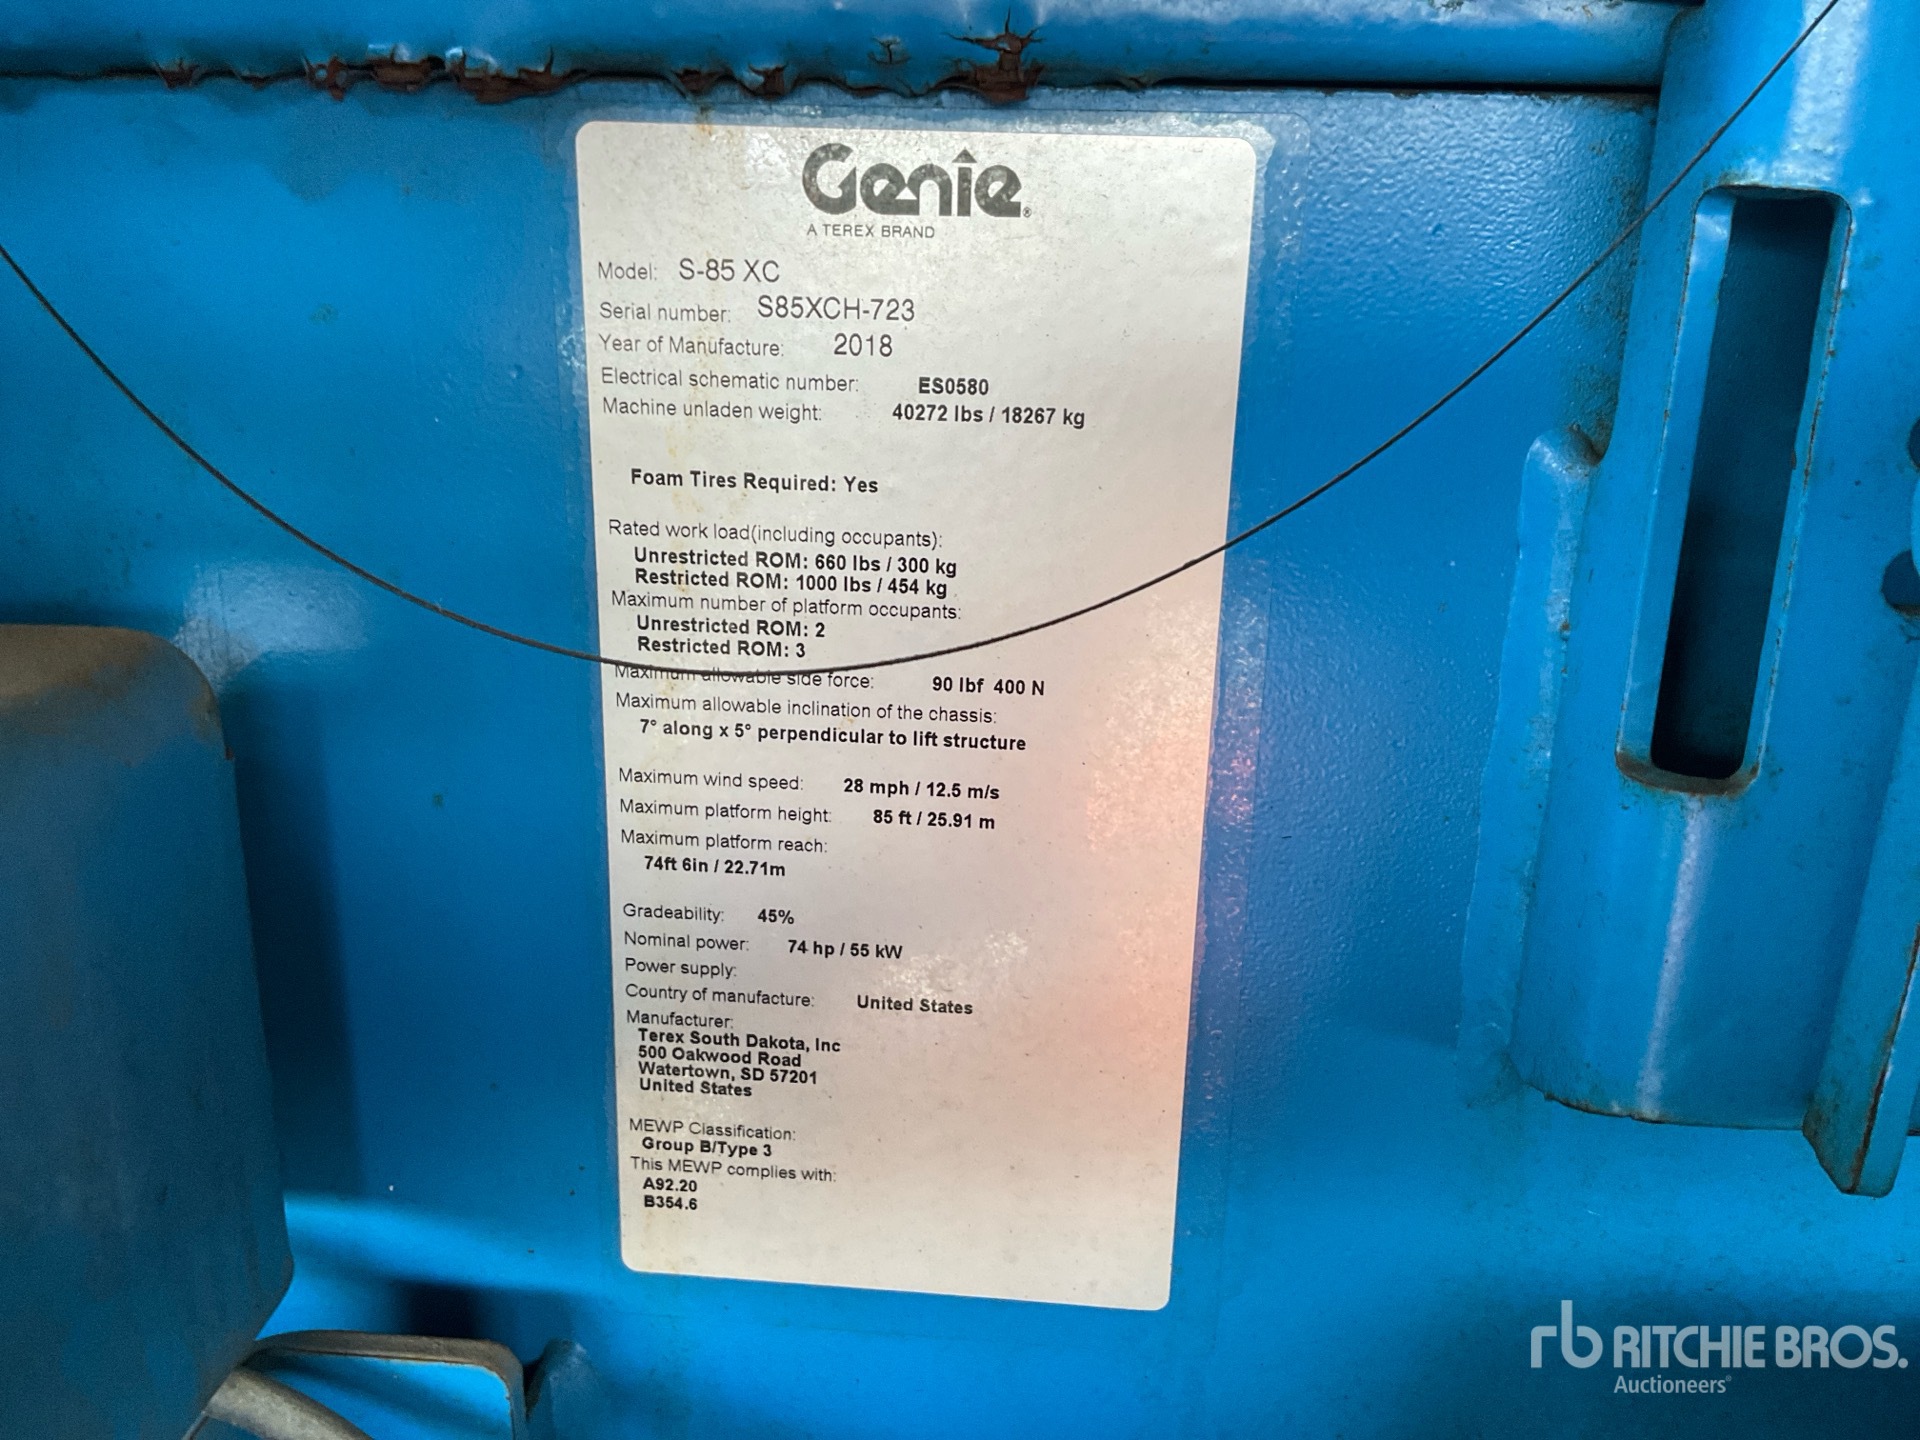 Genie®
A TEREX BRAND
Model: S-85 XC
Serial number: S85XCH-723
Year of Manufacture: 2018
Electrical schematic number: ES0580
Machine unladen weight: 40272 lbs / 18267 kg
Foam Tires Required: Yes
Rated work load(including occupants):
Unrestricted ROM: 660 lbs / 300 kg
Restricted ROM: 1000 lbs / 454 kg
Maximum number of platform occupants:
Unrestricted ROM: 2
Restricted ROM: 3
Maximum allowable side force: 90 lbf 400 N
Maximum allowable inclination of the chassis:
7° along x 5° perpendicular to lift structure
Maximum wind speed: 28 mph / 12.5 m/s
Maximum platform height: 85 ft / 25.91 m
Maximum platform reach:
74ft 6in / 22.71m
Gradeability: 45%
Nominal power: 74 hp / 55 kW
Power supply:
Country of manufacture: United States
Manufacturer:
Terex South Dakota, Inc
500 Oakwood Road
Watertown, SD 57201
United States
MEWP Classification:
Group B/Type 3
This MEWP complies with:
A92.20
B354.6
rb RITCHIE BROS.
Auctioneers®